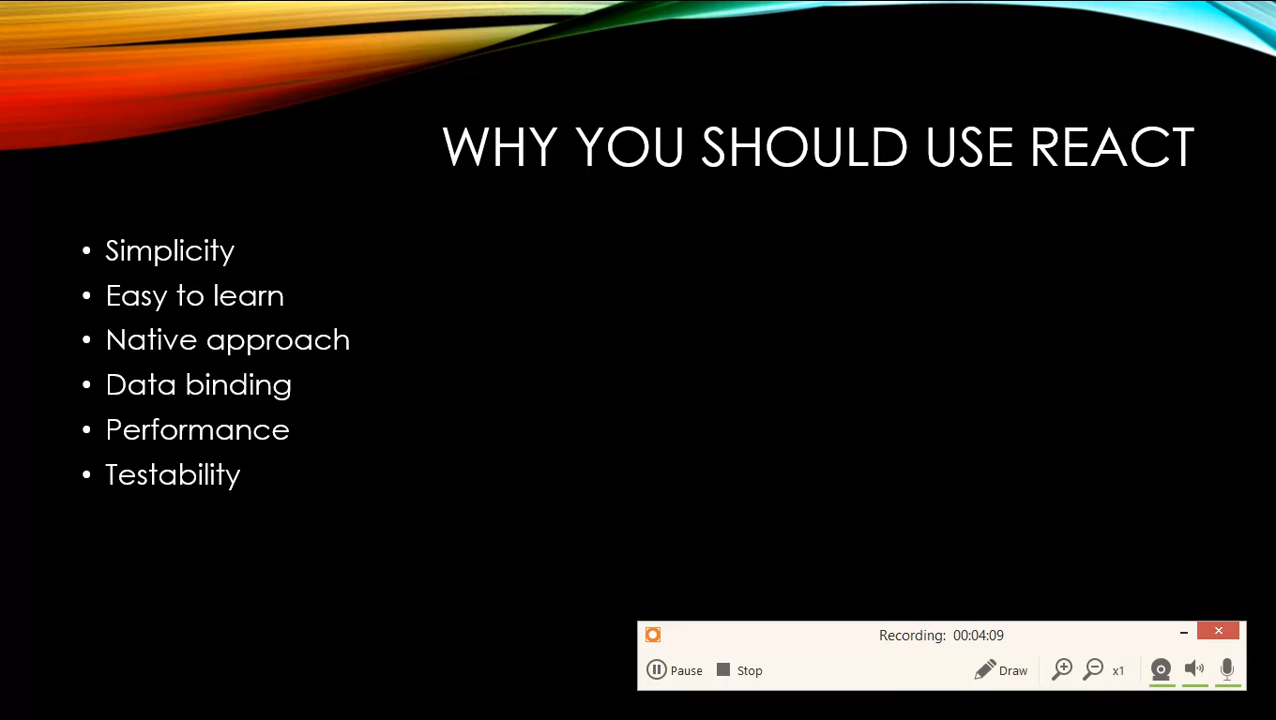 WHY YOU SHOULD USE REACT
• Simplicity
• Easy to learn
• Native approach
• Data binding
• Performance
• Testability
Recording: 00:04:09
Pause Stop Draw x1